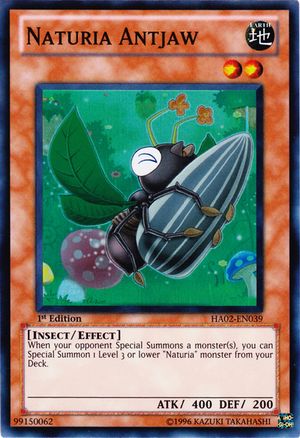 NATURIA ANTJAW
EARTH
地
1st Edition
HA02-EN039
[INSECT/EFFECT]
When your opponent Special Summons a monster(s), you can
Special Summon 1 Level 3 or lower "Naturia" monster from your
Deck.
ATK/ 400 DEF/ 200
99150062
©1996 KAZUKI TAKAHASHI